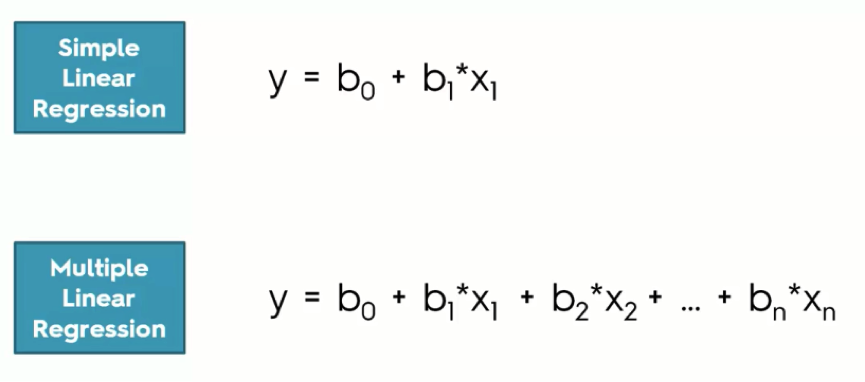 Simple
Linear
Regression
y = b₀ + b₁*x₁
Multiple
Linear
Regression
y = b₀ + b₁*x₁ + b₂*x₂ + ... + bₙ*xₙ